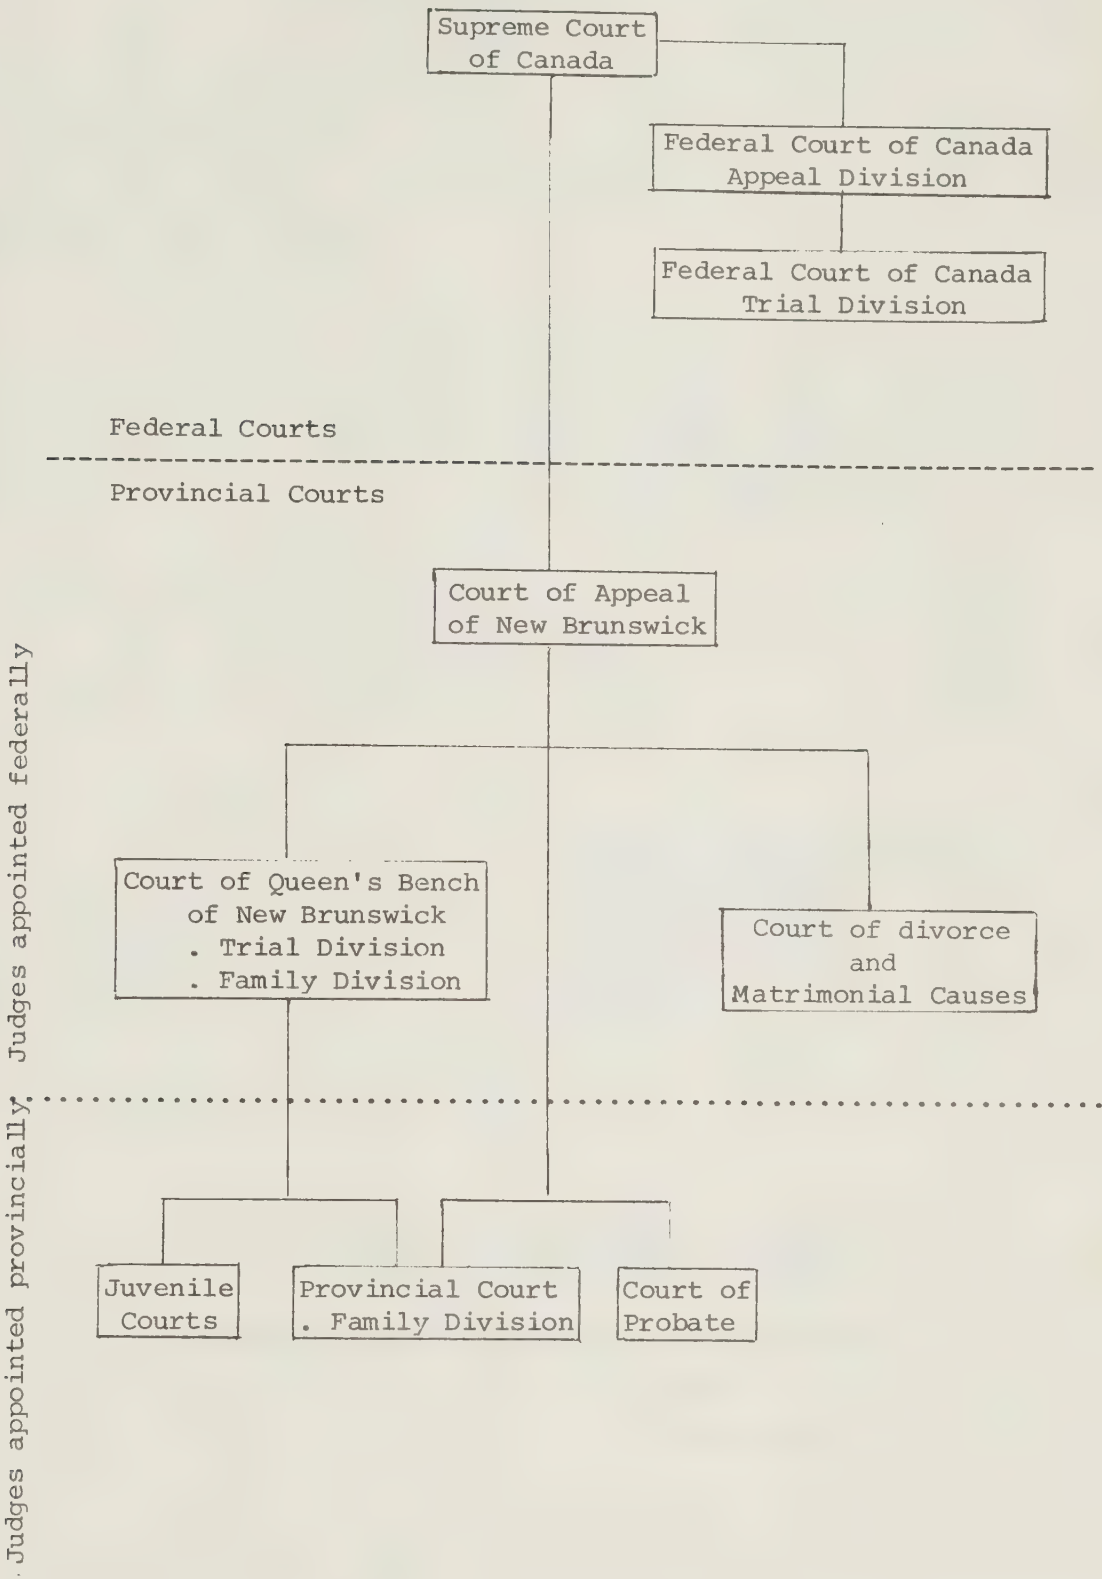 Supreme Court
of Canada
Federal Court of Canada
Appeal Division
Federal Court of Canada
Trial Division
Federal Courts
Provincial Courts
Court of Appeal
of New Brunswick
Judges appointed federally
Court of Queen's Bench
of New Brunswick
. Trial Division
. Family Division
Court of divorce
and
Matrimonial Causes
Judges appointed provincially
Juvenile
Courts
Provincial Court
. Family Division
Court of
Probate